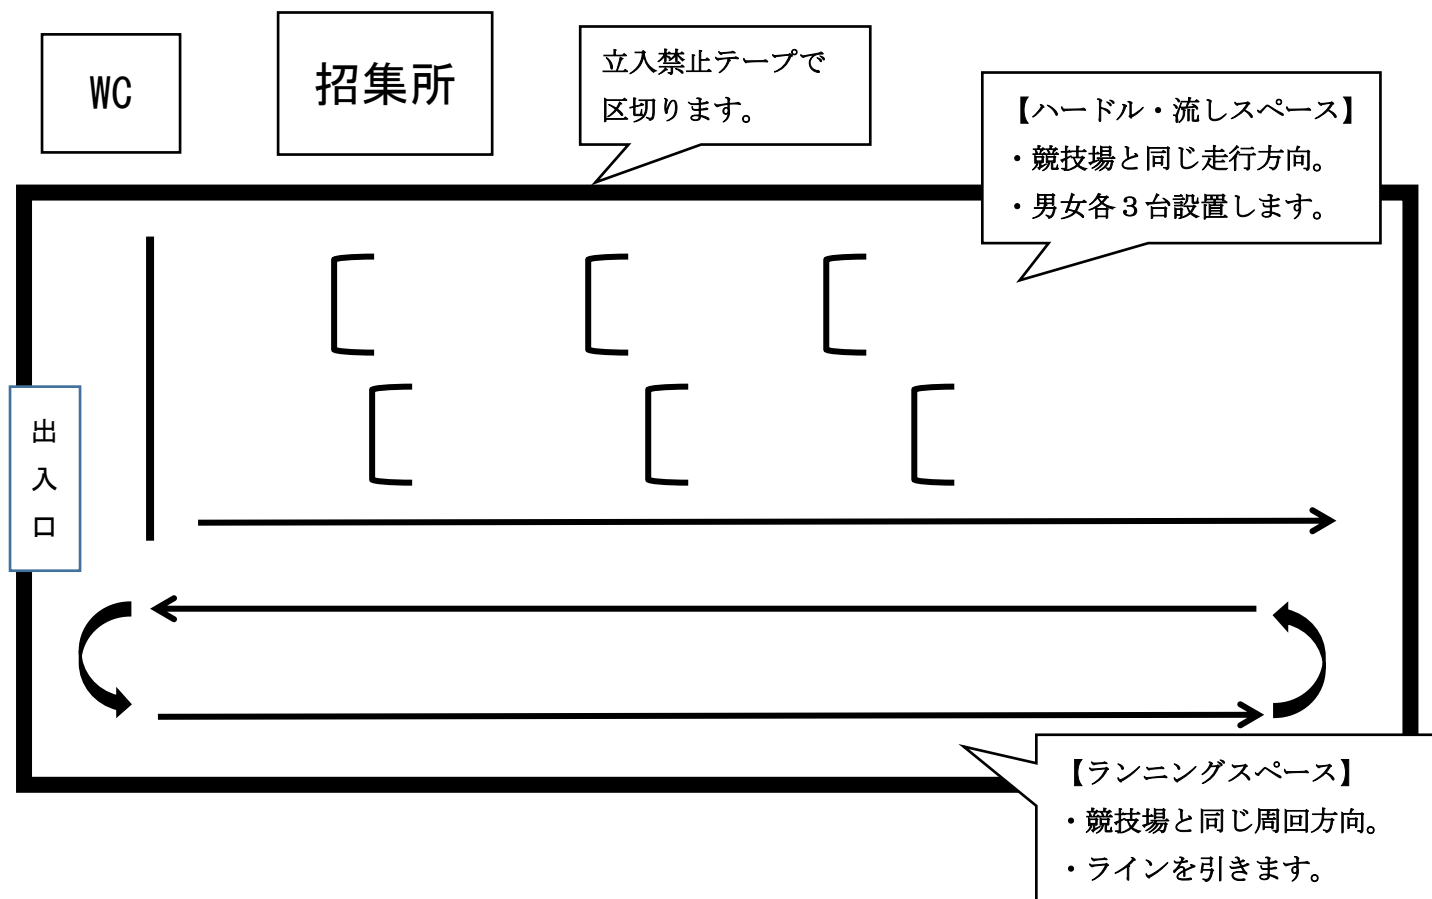 WC
招集所
立入禁止テープで
区切ります。
【ハードル・流しスペース】
・競技場と同じ走行方向。
・男女各３台設置します。
出
入
口
【ランニングスペース】
・競技場と同じ周回方向。
・ラインを引きます。